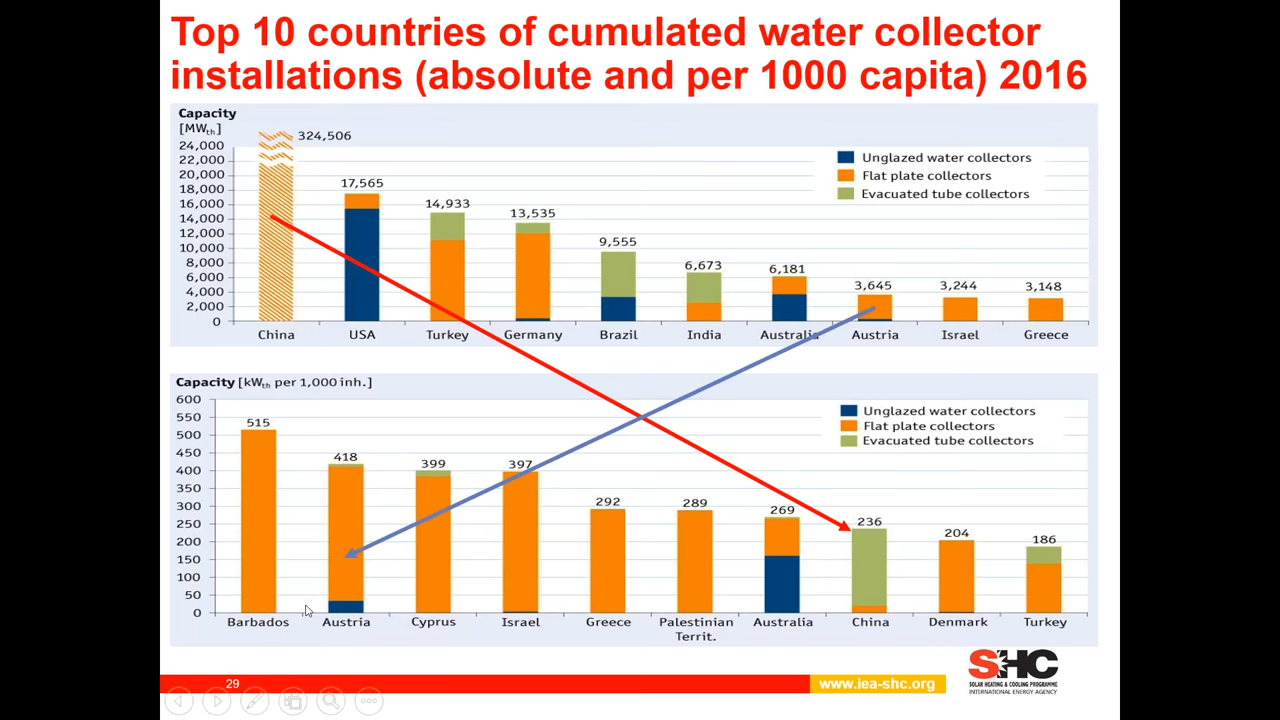 Top 10 countries of cumulated water collector
installations (absolute and per 1000 capita) 2016
Capacity
[MWth]
324,506
24,000
22,000
20,000
18,000
16,000
14,000
12,000
10,000
8,000
6,000
4,000
2,000
0
17,565
14,933
13,535
9,555
6,673
6,181
3,645
3,244
3,148
Unglazed water collectors
Flat plate collectors
Evacuated tube collectors
China USA Turkey Germany Brazil India Australia Austria Israel Greece
Capacity [kWth per 1,000 inh.]
600
550
500
450
400
350
300
250
200
150
100
50
0
515
418
399
397
292
289
269
236
204
186
Unglazed water collectors
Flat plate collectors
Evacuated tube collectors
Barbados Austria Cyprus Israel Greece Palestinian Australia China Denmark Turkey
Territ.
29
www.iea-shc.org
SHC
SOLAR HEATING & COOLING PROGRAMME
INTERNATIONAL ENERGY AGENCY